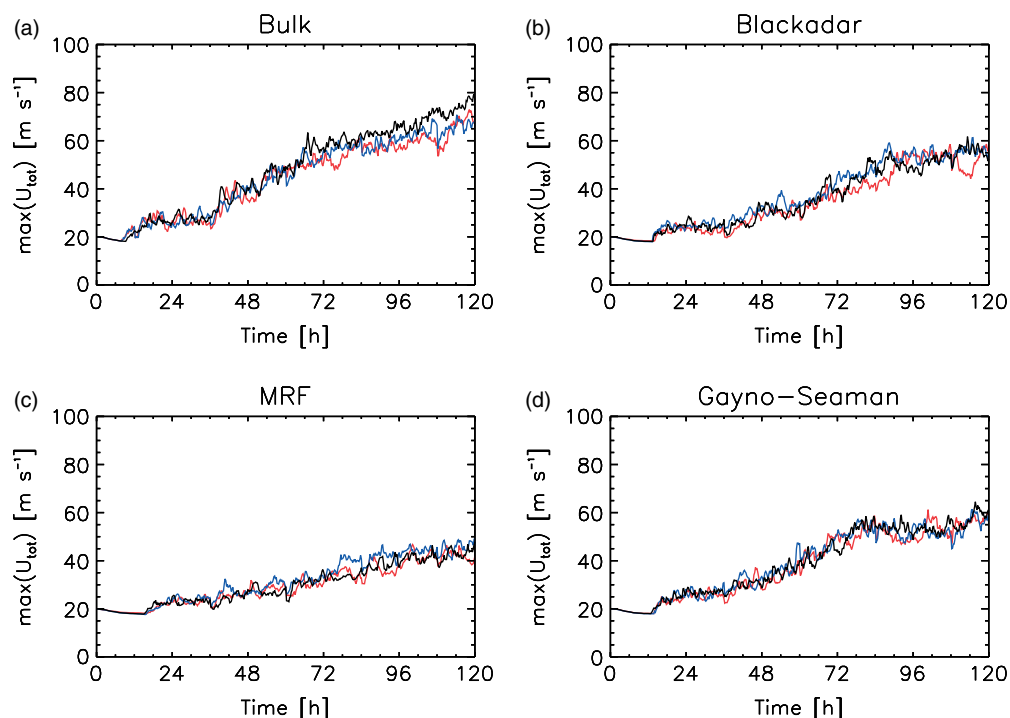 (a) Bulk
max(U_tot) [m s⁻¹]
100
80
60
40
20
0
0 24 48 72 96 120
Time [h]
(b) Blackadar
max(U_tot) [m s⁻¹]
100
80
60
40
20
0
0 24 48 72 96 120
Time [h]
(c) MRF
max(U_tot) [m s⁻¹]
100
80
60
40
20
0
0 24 48 72 96 120
Time [h]
(d) Gayno-Seaman
max(U_tot) [m s⁻¹]
100
80
60
40
20
0
0 24 48 72 96 120
Time [h]